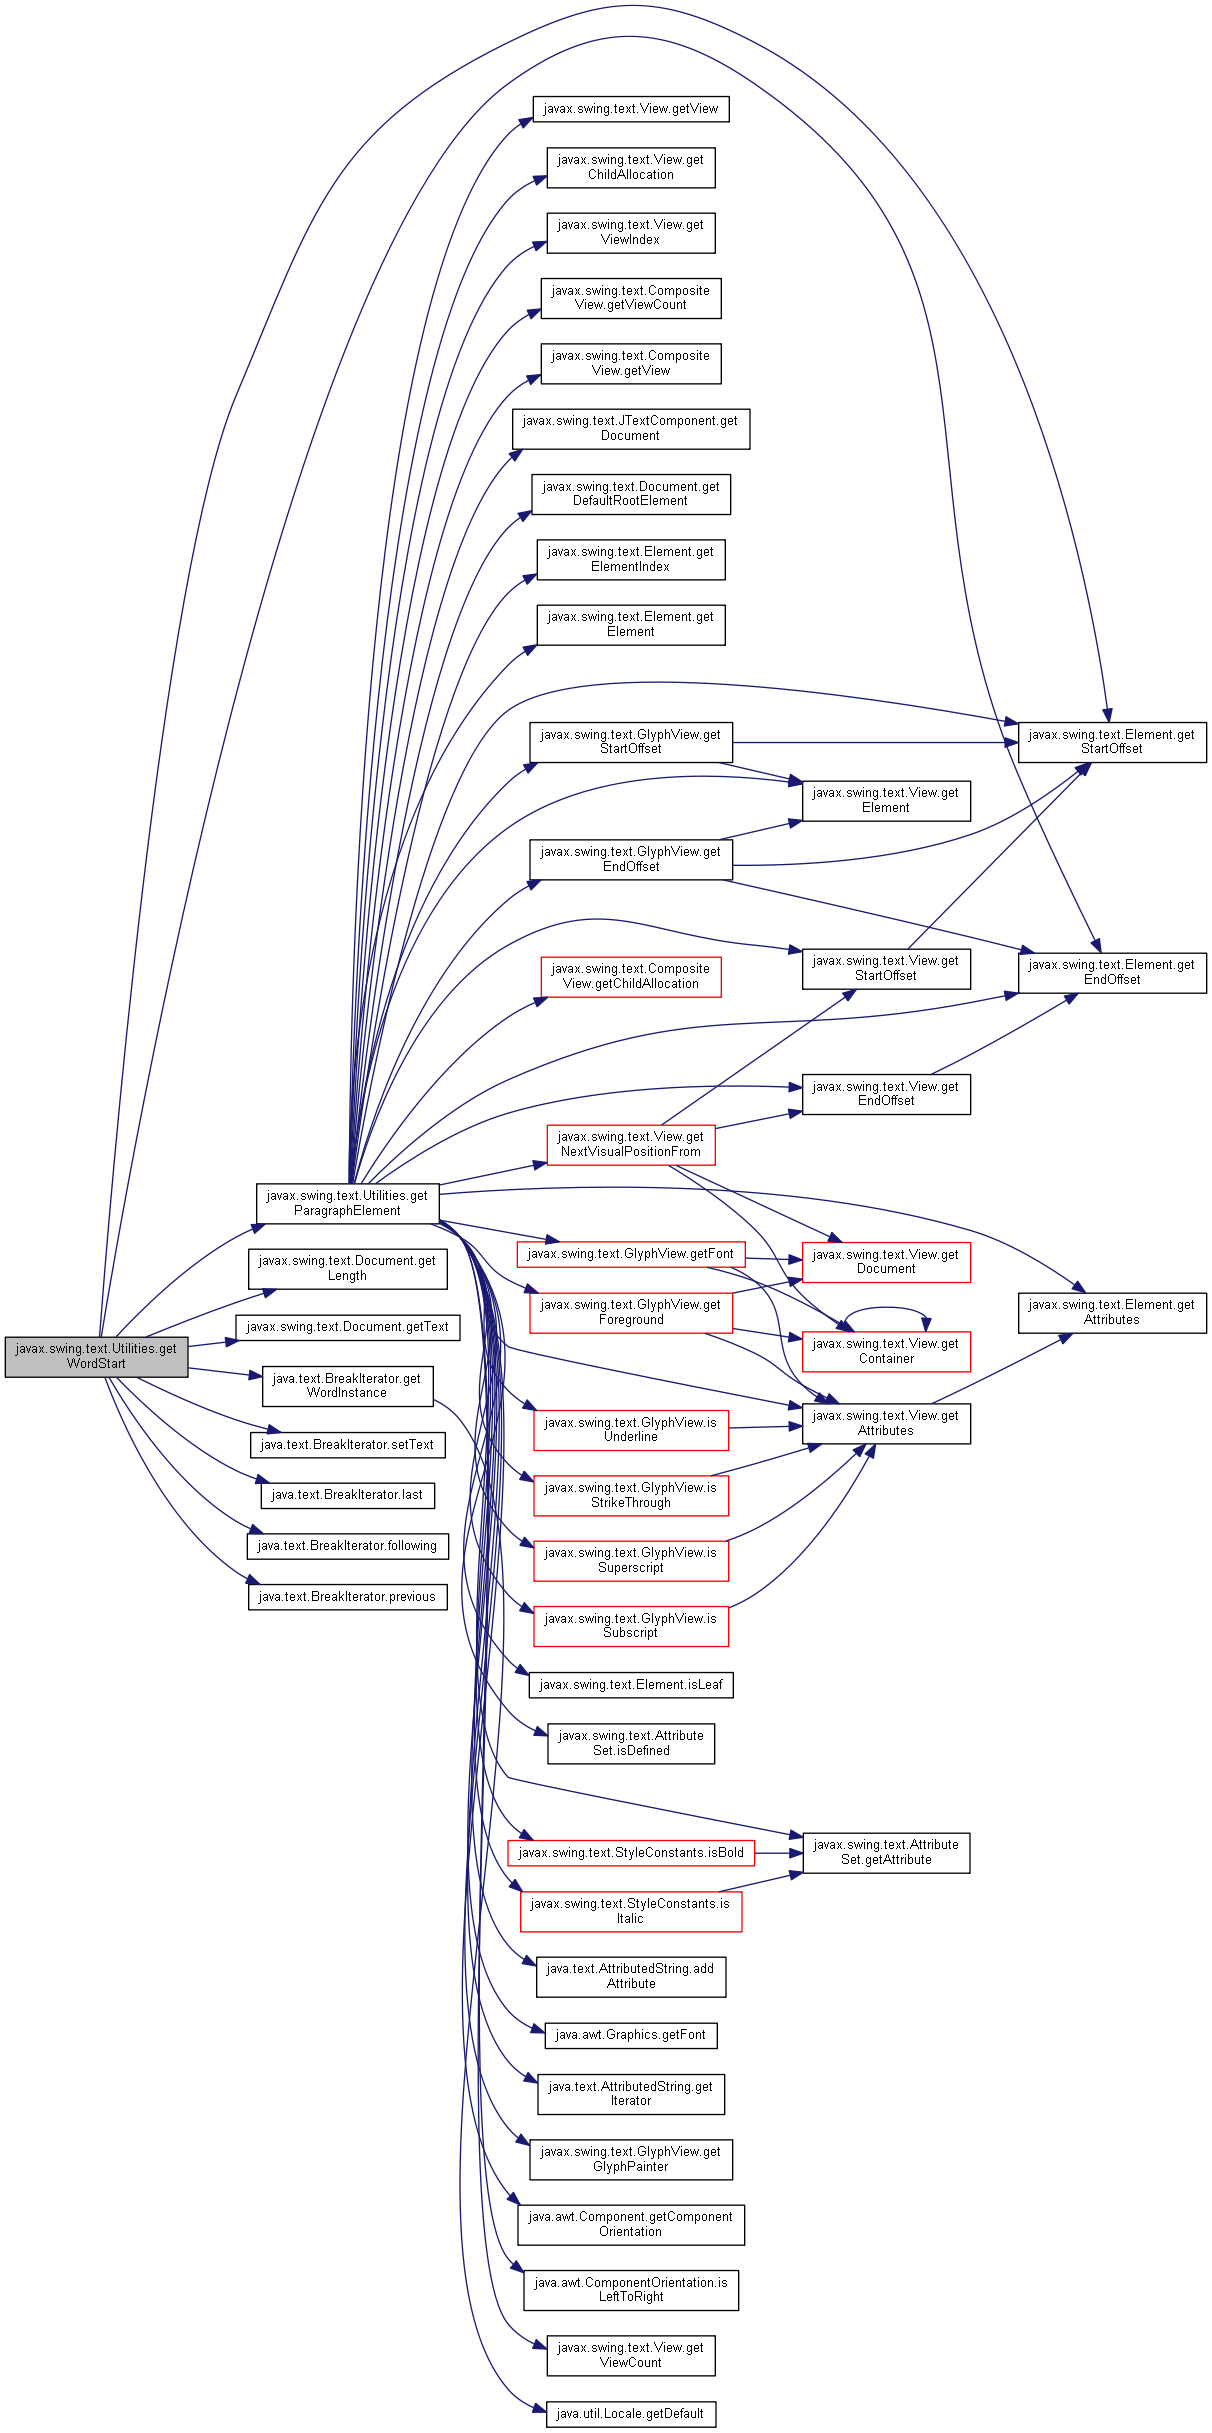 javax.swing.text.View.getView
javax.swing.text.View.get
ChildAllocation
javax.swing.text.View.get
ViewIndex
javax.swing.text.Composite
View.getViewCount
javax.swing.text.Composite
View.getView
javax.swing.text.JTextComponent.get
Document
javax.swing.text.Document.get
DefaultRootElement
javax.swing.text.Element.get
ElementIndex
javax.swing.text.Element.get
Element
javax.swing.text.GlyphView.get
StartOffset
javax.swing.text.Element.get
StartOffset
javax.swing.text.View.get
Element
javax.swing.text.GlyphView.get
EndOffset
javax.swing.text.View.get
StartOffset
javax.swing.text.Element.get
EndOffset
javax.swing.text.Composite
View.getChildAllocation
javax.swing.text.View.get
EndOffset
javax.swing.text.View.get
NextVisualPositionFrom
javax.swing.text.Utilities.get
ParagraphElement
javax.swing.text.GlyphView.getFont
javax.swing.text.View.get
Document
javax.swing.text.Document.get
Length
javax.swing.text.GlyphView.get
Foreground
javax.swing.text.Element.get
Attributes
javax.swing.text.Document.getText
javax.swing.text.View.get
Container
javax.swing.text.Utilities.get
WordStart
java.text.BreakIterator.get
WordInstance
javax.swing.text.View.get
Attributes
javax.swing.text.GlyphView.is
Underline
java.text.BreakIterator.setText
javax.swing.text.GlyphView.is
StrikeThrough
java.text.BreakIterator.last
java.text.BreakIterator.following
javax.swing.text.GlyphView.is
Superscript
java.text.BreakIterator.previous
javax.swing.text.GlyphView.is
Subscript
javax.swing.text.Element.isLeaf
javax.swing.text.Attribute
Set.isDefined
javax.swing.text.StyleConstants.isBold
javax.swing.text.Attribute
Set.getAttribute
javax.swing.text.StyleConstants.is
Italic
java.text.AttributedString.add
Attribute
java.awt.Graphics.getFont
java.text.AttributedString.get
Iterator
javax.swing.text.GlyphView.get
GlyphPainter
java.awt.Component.getComponent
Orientation
java.awt.ComponentOrientation.is
LeftToRight
javax.swing.text.View.get
ViewCount
java.util.Locale.getDefault